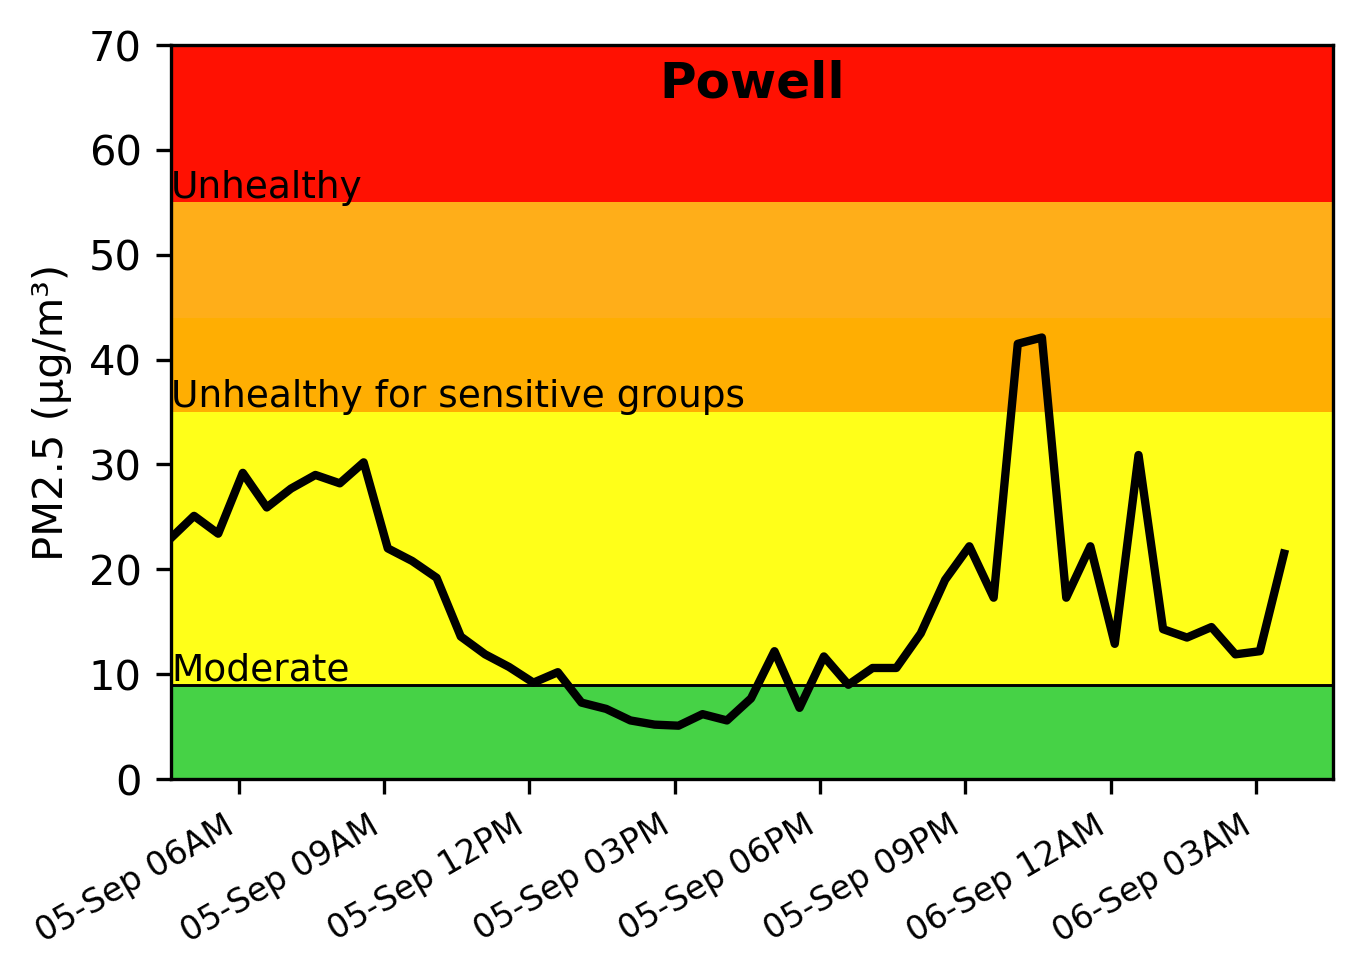 Powell
PM2.5 (µg/m³)
70
60
50
40
30
20
10
0
Unhealthy
Unhealthy for sensitive groups
Moderate
05-Sep 06AM
05-Sep 09AM
05-Sep 12PM
05-Sep 03PM
05-Sep 06PM
05-Sep 09PM
06-Sep 12AM
06-Sep 03AM